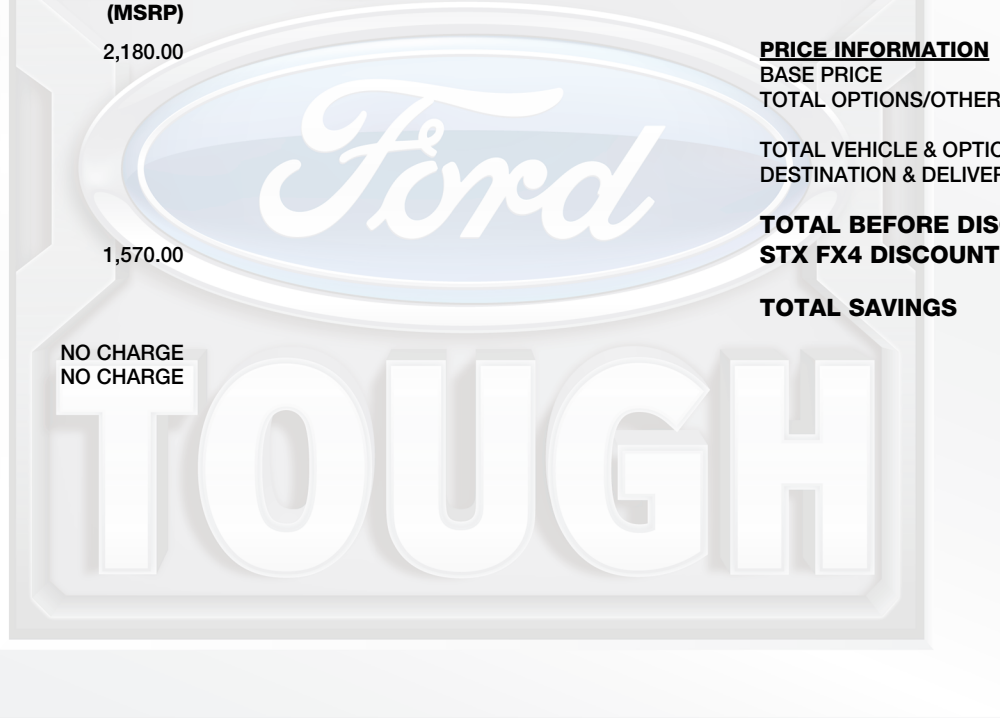 (MSRP)
2,180.00
1,570.00
NO CHARGE
NO CHARGE
PRICE INFORMATION
BASE PRICE
TOTAL OPTIONS/OTHER
TOTAL VEHICLE & OPTIO
DESTINATION & DELIVER
TOTAL BEFORE DIS
STX FX4 DISCOUNT
TOTAL SAVINGS
Ford
TOUGH